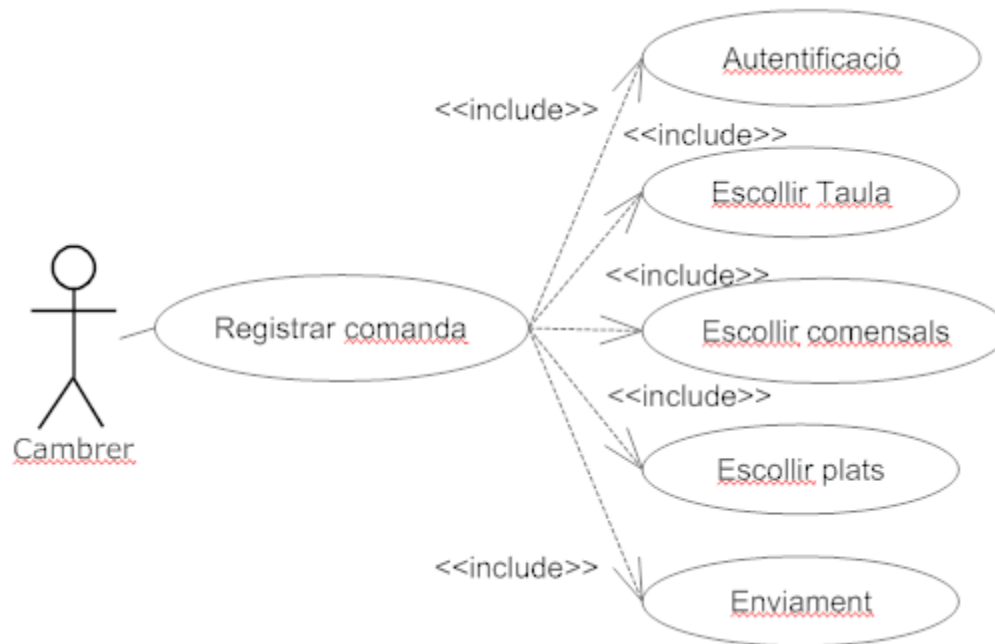 Autentificació
<<include>>
<<include>>
Escollir Taula
<<include>>
Registrar comanda
Escollir comensals
<<include>>
Cambrer
Escollir plats
<<include>>
Enviament